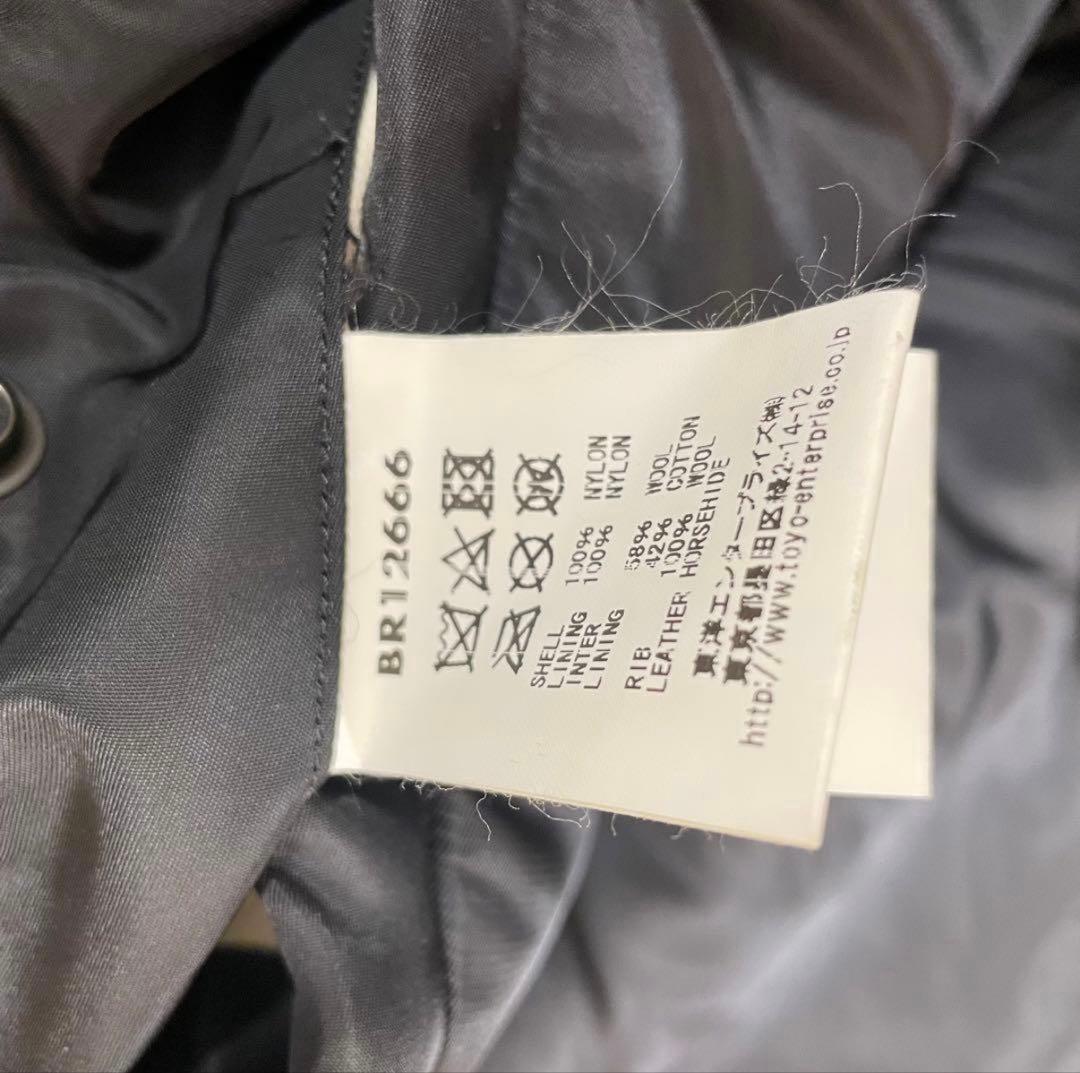 BR12666
SHELL 100% NYLON
LINING 100% NYLON
INTER
LINING 58% WOOL
42% COTTON
RIB 100% WOOL
LEATHER HORSEHIDE
東洋エンタープライズ㈱
東京都墨田区緑2-14-12
http://www.toyo-enterprise.co.jp